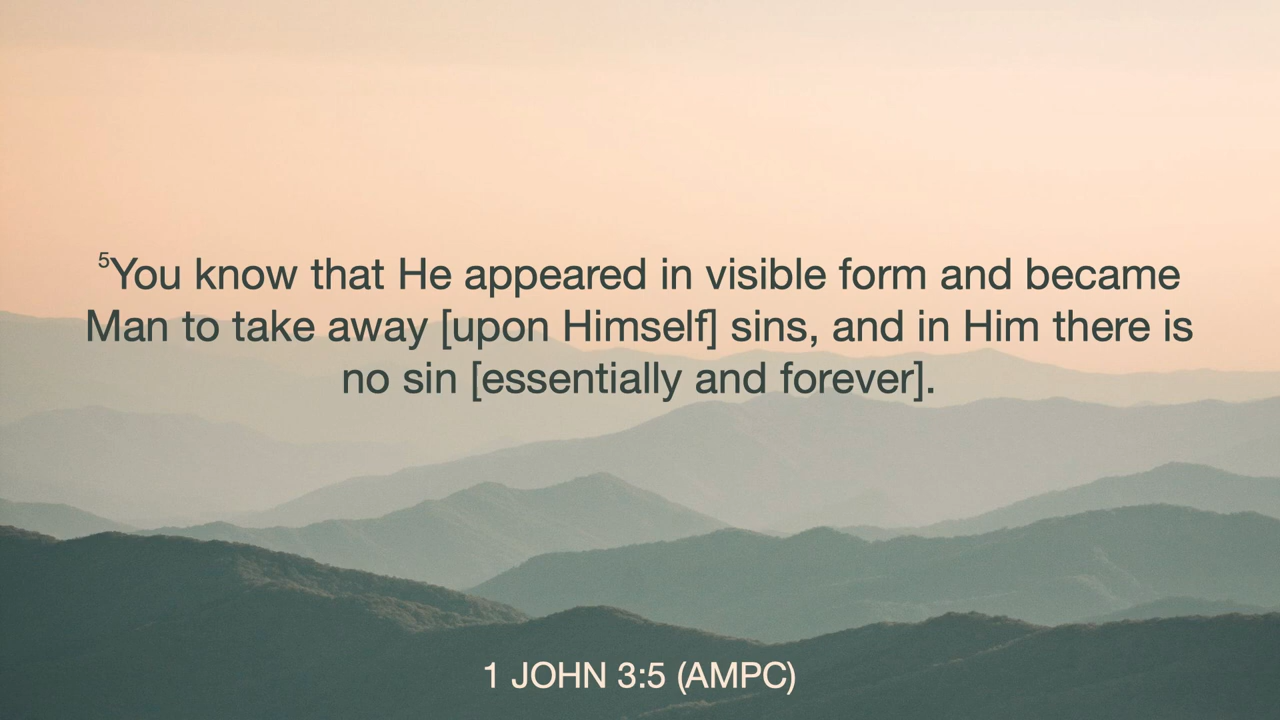 5You know that He appeared in visible form and became
Man to take away [upon Himself] sins, and in Him there is
no sin [essentially and forever].
1 JOHN 3:5 (AMPC)